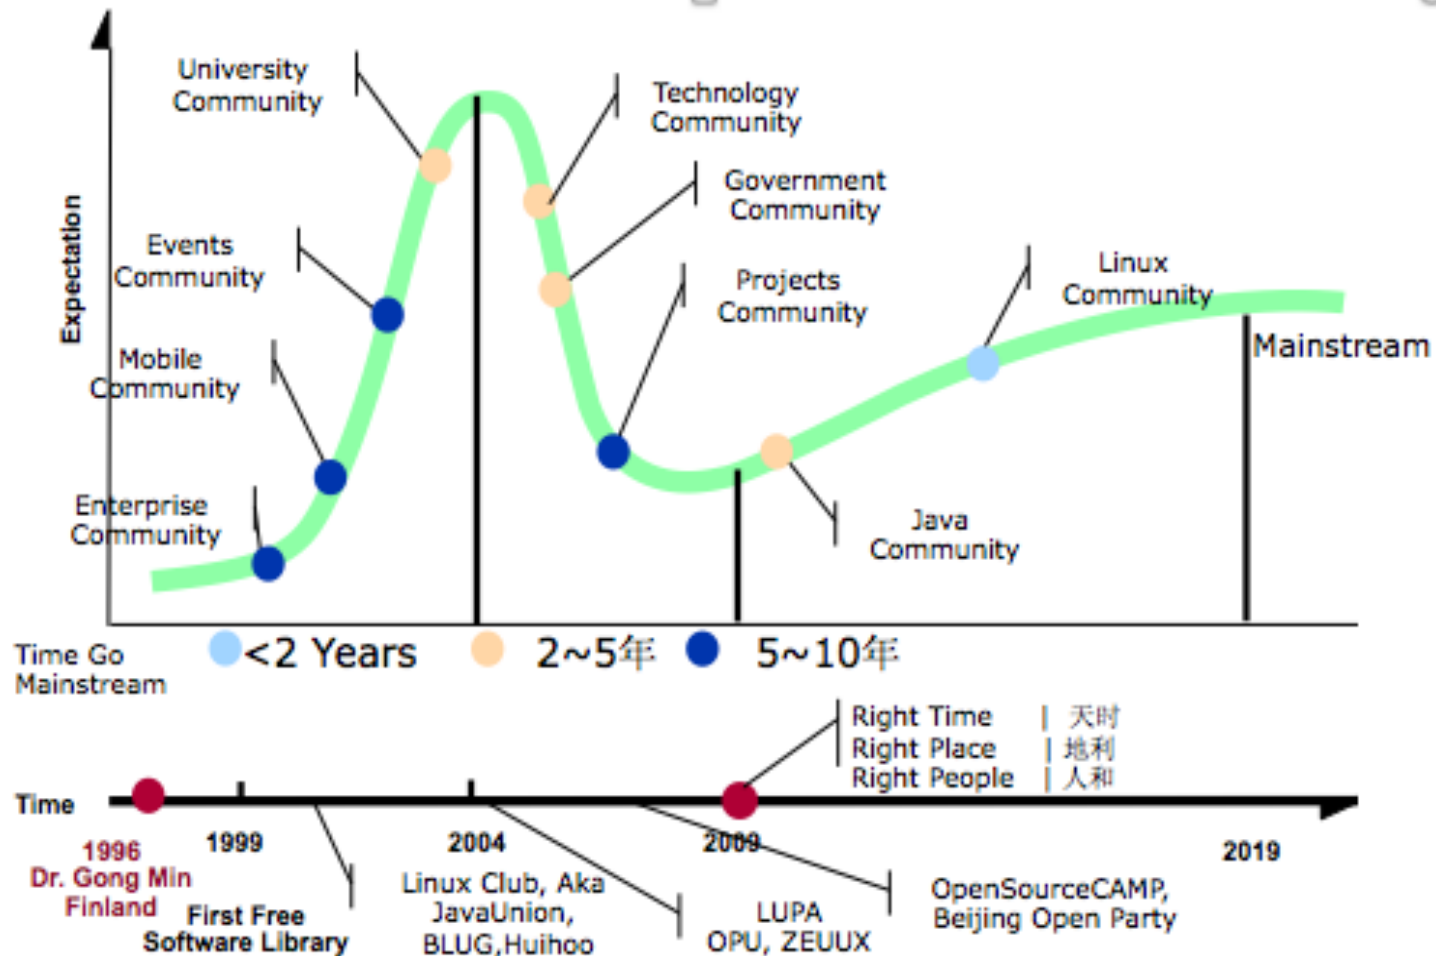 University
Community
Technology
Community
Government
Community
Events
Community
Projects
Community
Linux
Community
Mainstream
Mobile
Community
Enterprise
Community
Java
Community
Expectation
Time Go
Mainstream
<2 Years
2~5年
5~10年
Right Time | 天时
Right Place | 地利
Right People | 人和
Time
1996
Dr. Gong Min
Finland
1999
2004
2009
2019
First Free
Software Library
Linux Club, Aka
JavaUnion,
BLUG,Huihoo
LUPA
OPU, ZEUUX
OpenSourceCAMP,
Beijing Open Party